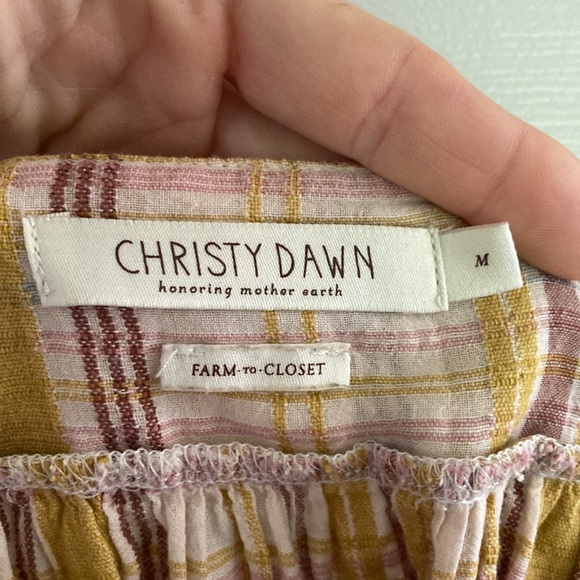 CHRISTY DAWN
honoring mother earth
M
FARM-TO-CLOSET